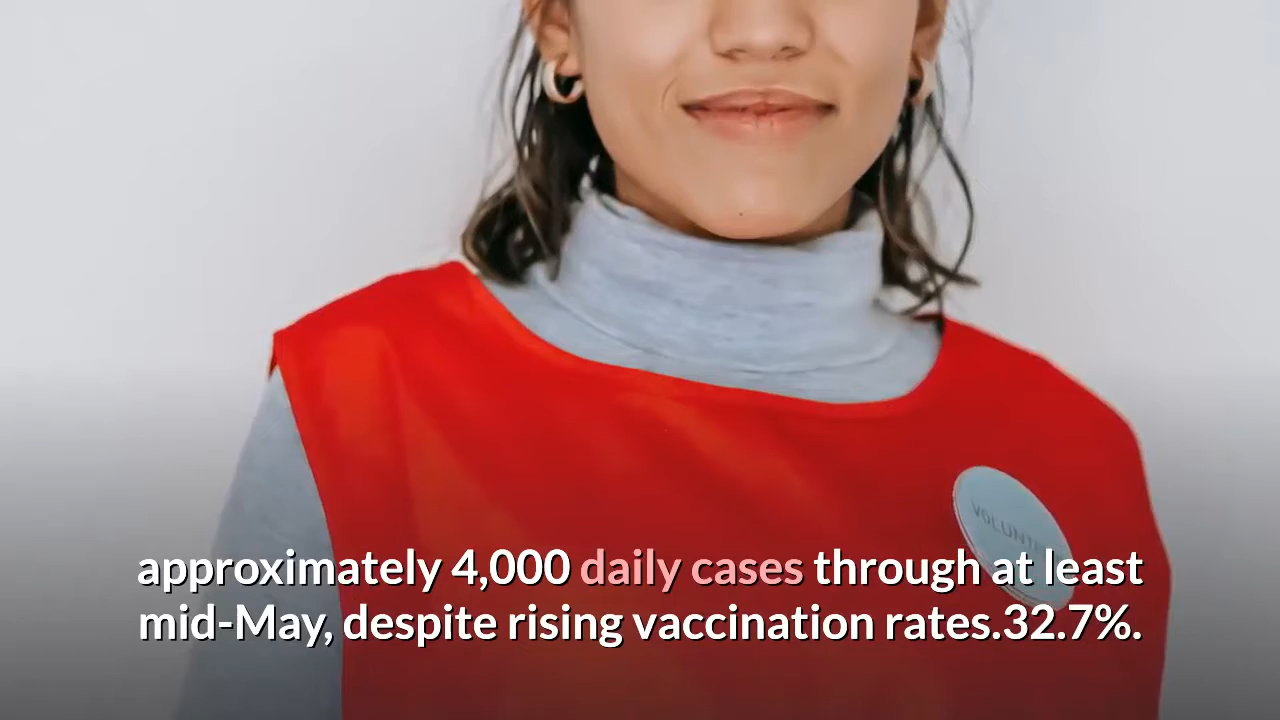 approximately 4,000 daily cases through at least
mid-May, despite rising vaccination rates.32.7%.